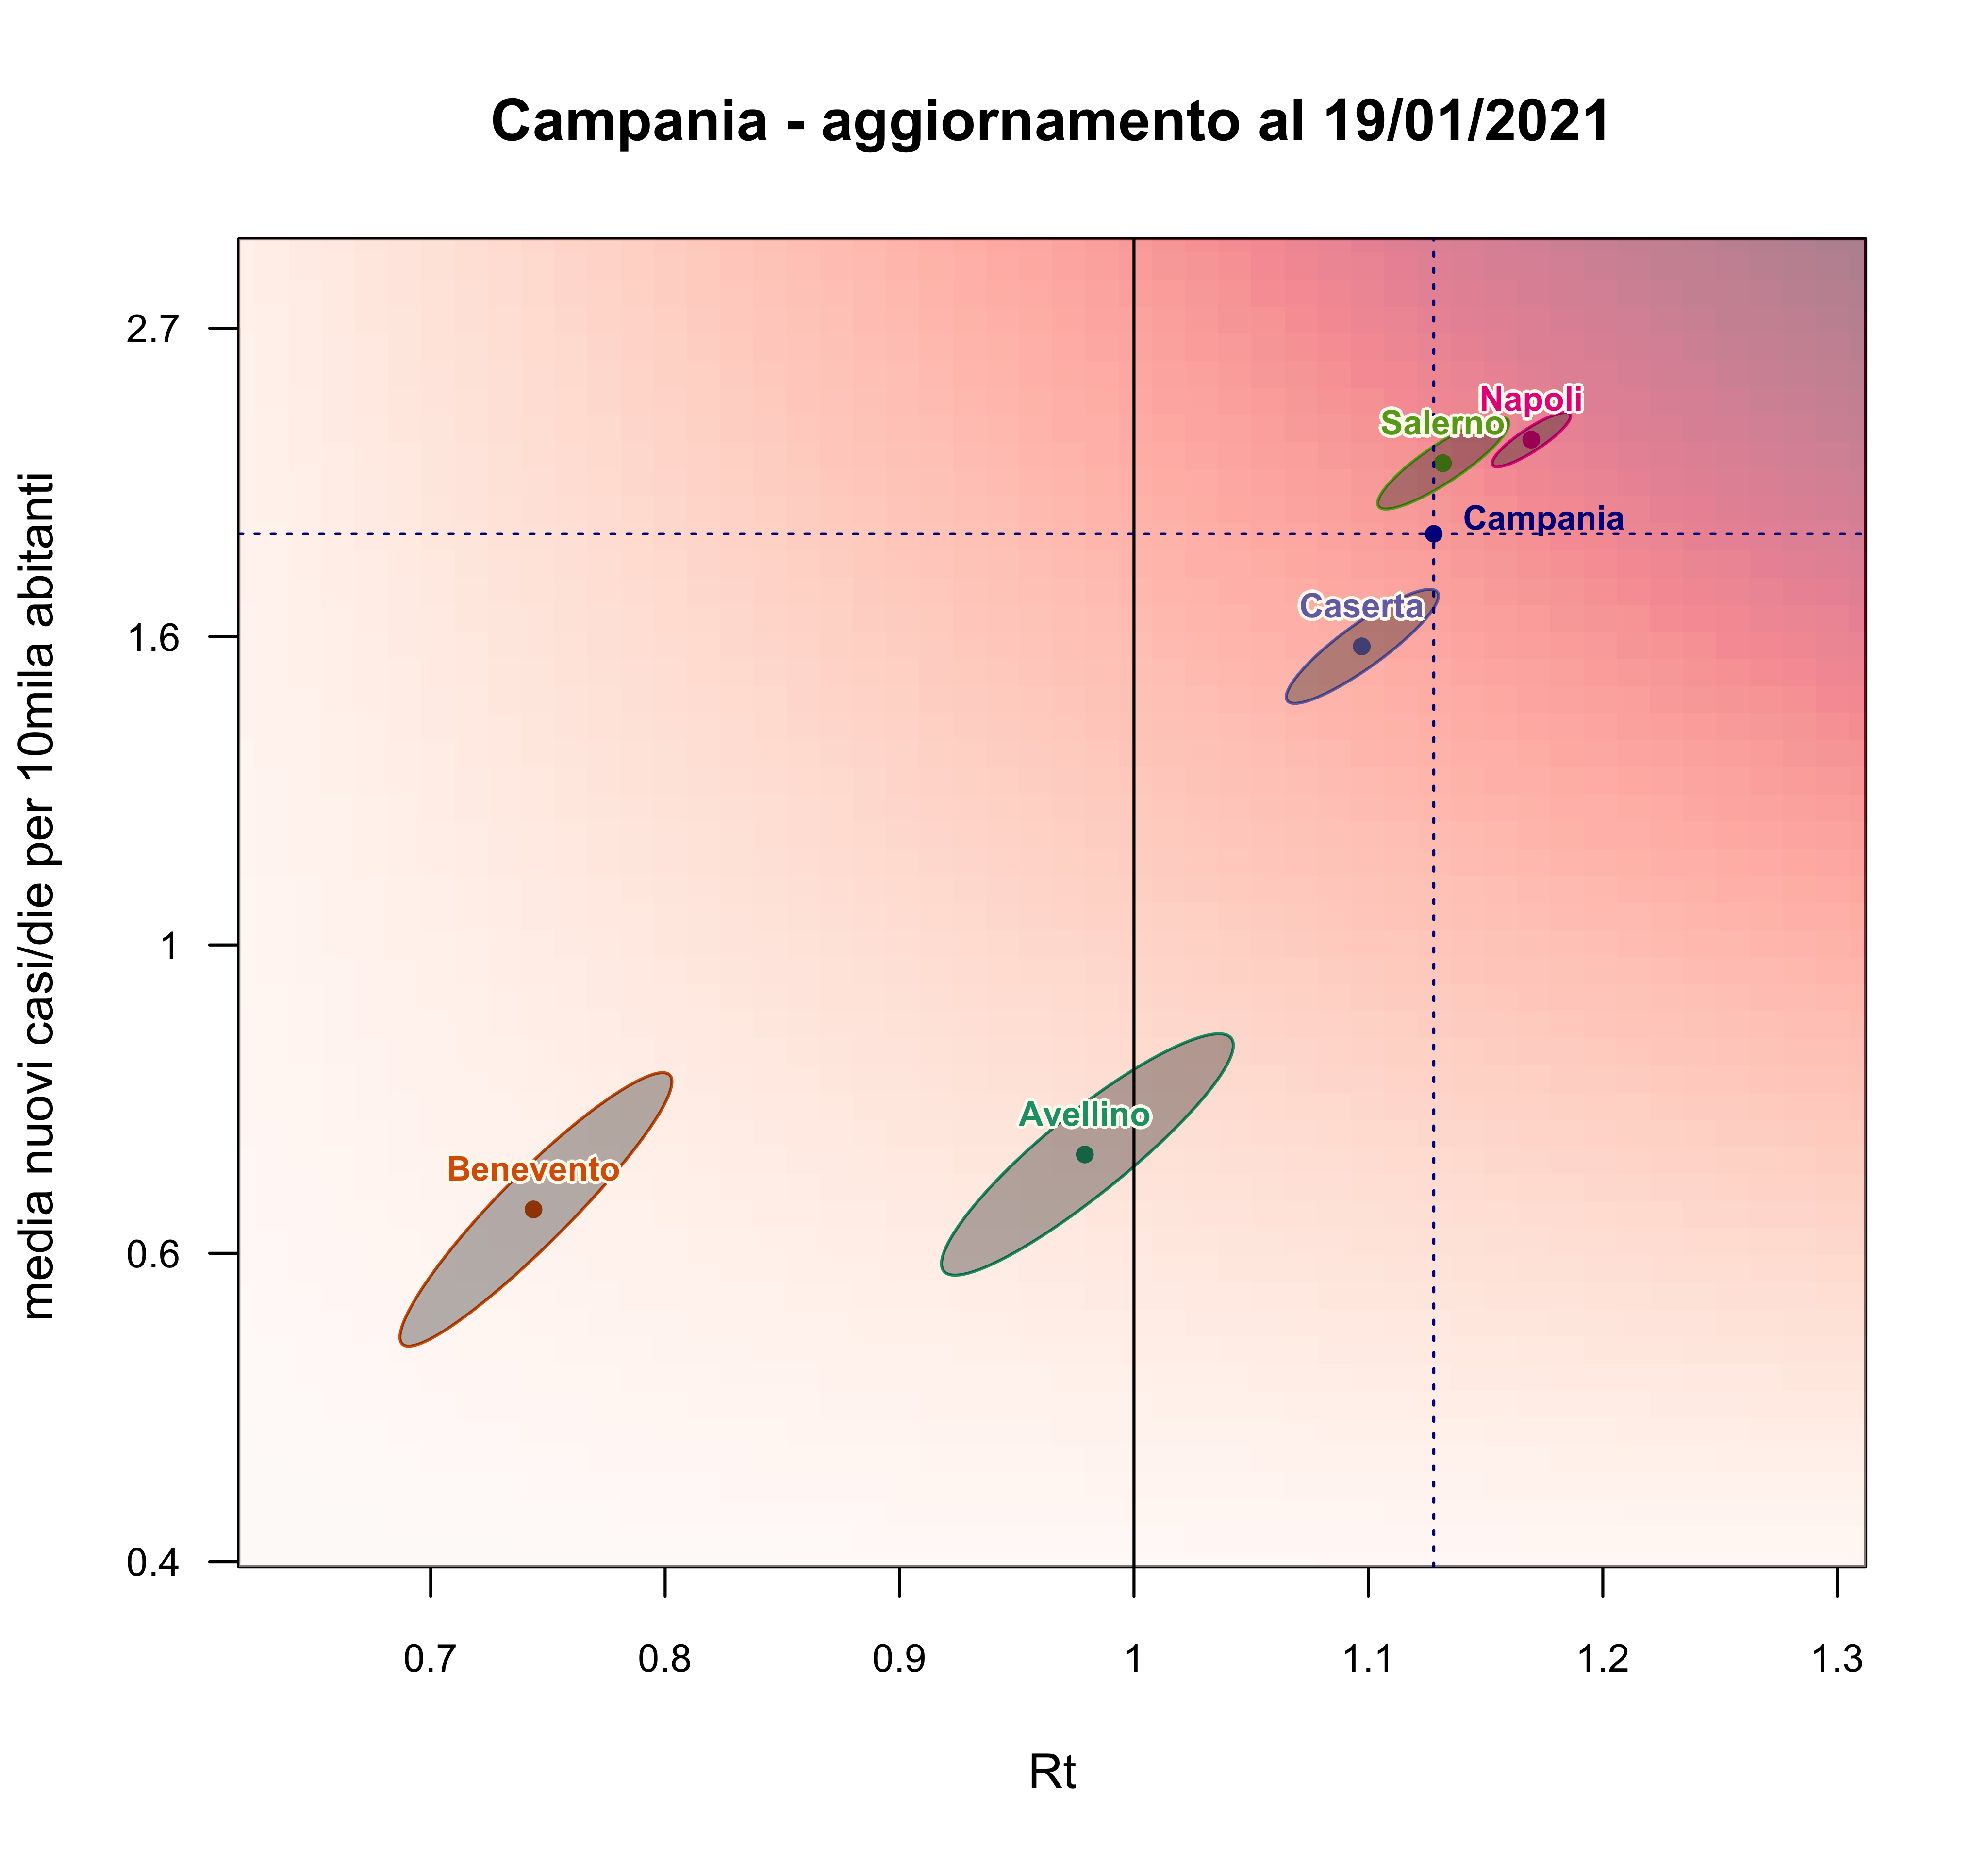 Campania - aggiornamento al 19/01/2021
media nuovi casi/die per 10mila abitanti
2.7
1.6
1
0.6
0.4
Napoli
Salerno
Campania
Caserta
Avellino
Benevento
0.7
0.8
0.9
1
1.1
1.2
1.3
Rt